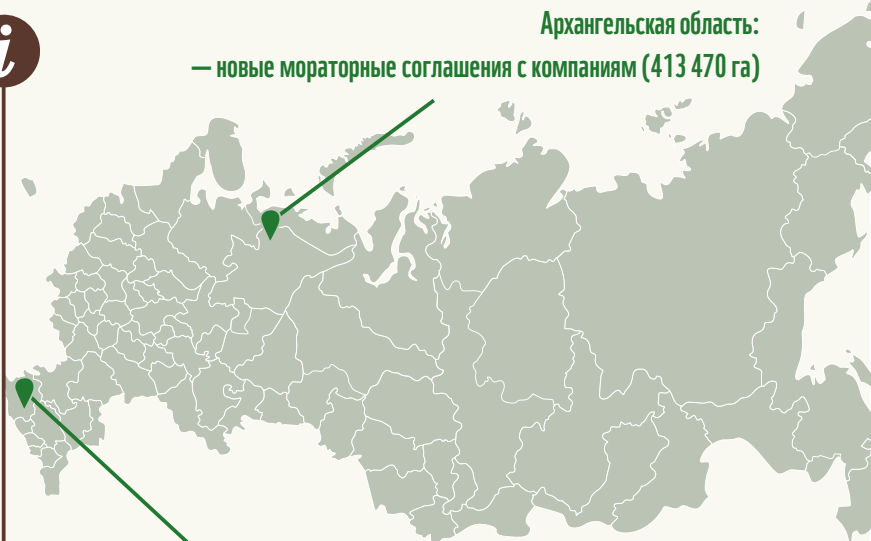 i
Архангельская область:
— новые мораторные соглашения с компаниям (413 470 га)